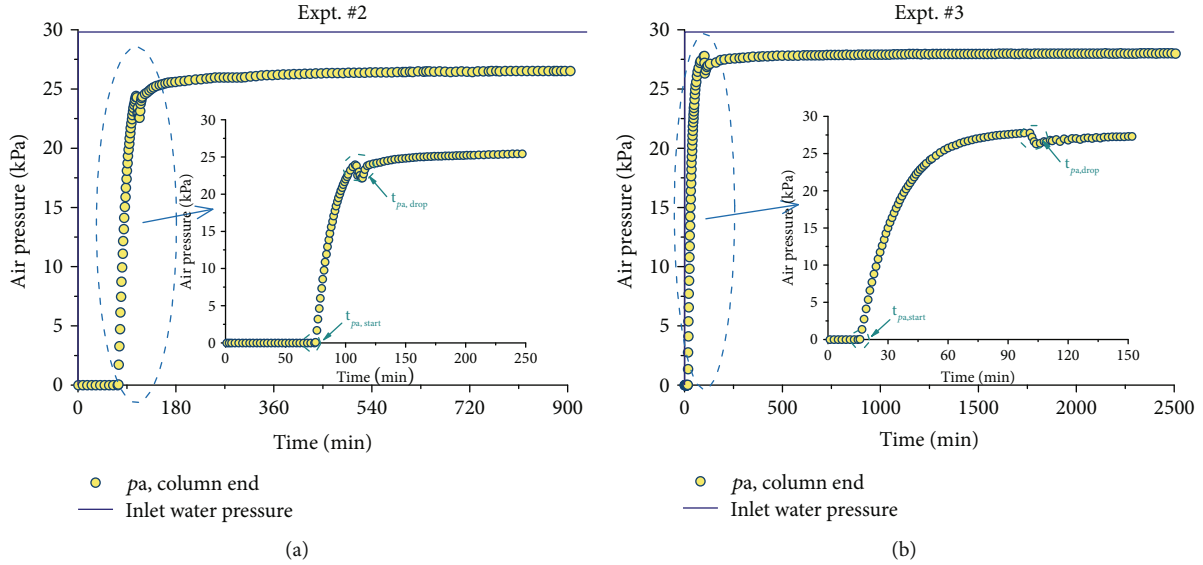 Expt. #2
30
25
20
15
10
5
0
Air pressure (kPa)
0 180 360 540 720 900
Time (min)
30
25
20
15
10
5
0
Air pressure (kPa)
0 50 100 150 200 250
Time (min)
t pa, drop
t pa, start
pa, column end
Inlet water pressure
(a)
Expt. #3
30
25
20
15
10
5
0
Air pressure (kPa)
0 500 1000 1500 2000 2500
Time (min)
30
25
20
15
10
5
0
Air pressure (kPa)
0 30 60 90 120 150
Time (min)
t pa,drop
t pa,start
pa, column end
Inlet water pressure
(b)